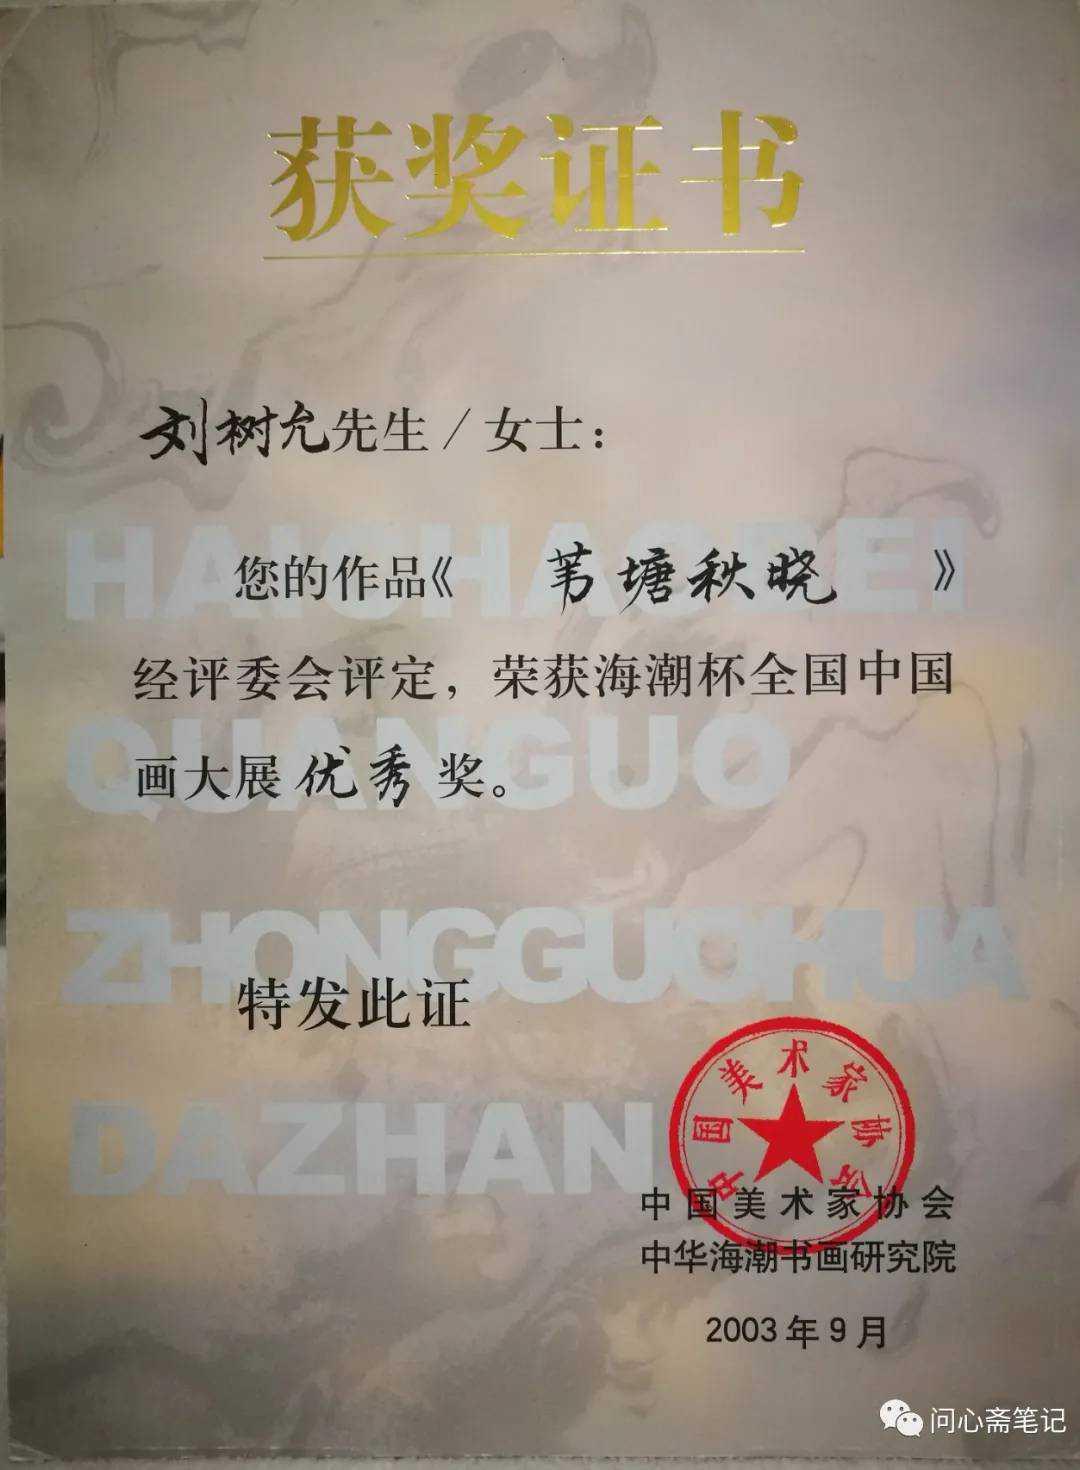 获奖证书
刘树允先生/女士：
HAICHAOBEI
您的作品《 苇塘秋晓 》
经评委会评定，荣获海潮杯全国中国
QUANGUO
画大展优秀奖。
ZHONGGUOHUA
特发此证
DAZHAN
中国美术家协会
中国美术家协会
中华海潮书画研究院
2003年9月
问心斋笔记